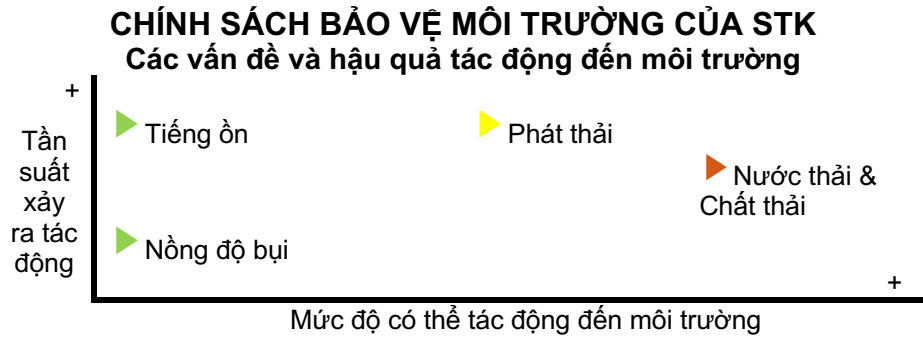 CHÍNH SÁCH BẢO VỆ MÔI TRƯỜNG CỦA STK
Các vấn đề và hậu quả tác động đến môi trường
+
Tần
suất
xảy
ra tác
động
Tiếng ồn
Phát thải
Nước thải &
Chất thải
Nồng độ bụi
+
Mức độ có thể tác động đến môi trường